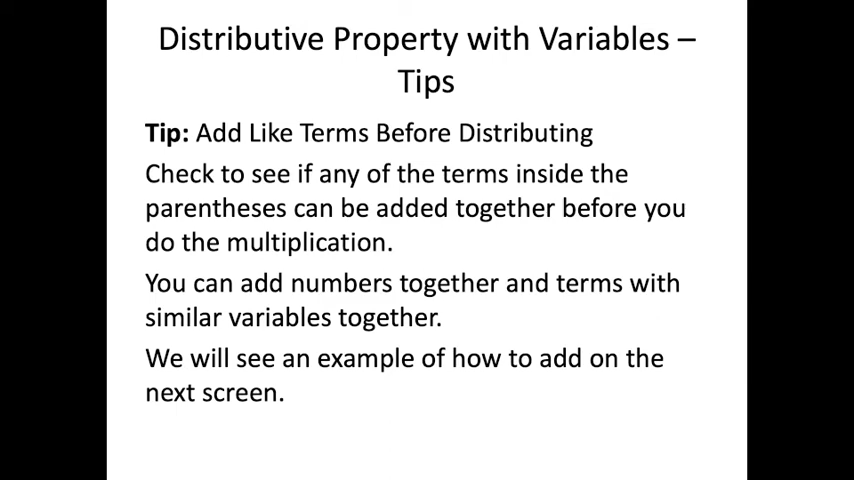 Distributive Property with Variables –
Tips
Tip: Add Like Terms Before Distributing
Check to see if any of the terms inside the
parentheses can be added together before you
do the multiplication.
You can add numbers together and terms with
similar variables together.
We will see an example of how to add on the
next screen.